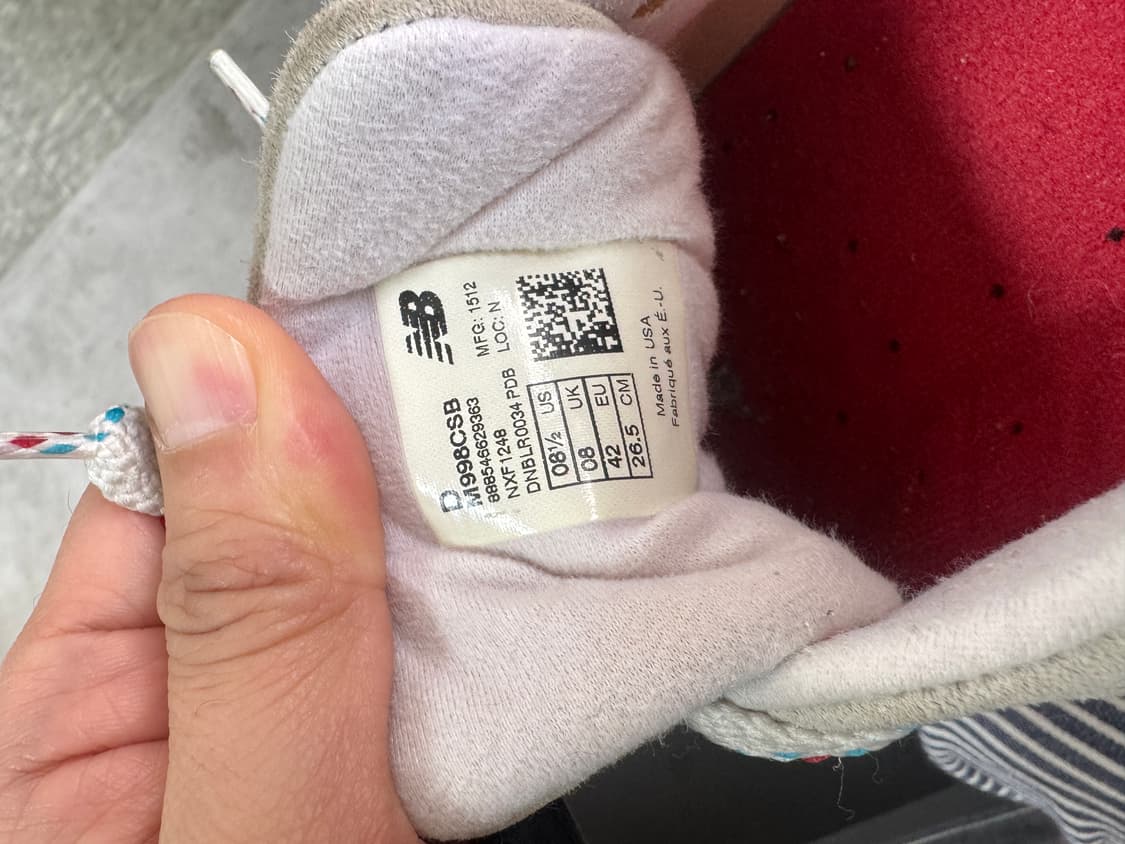 NB
D
M998CSB
888546629363 MFG: 1512
NXF1248 LOC: N
DNBLR0034 PDB
08½ US
08 UK
42 EU
26.5 CM
Made in USA
Fabriqué aux É.-U.